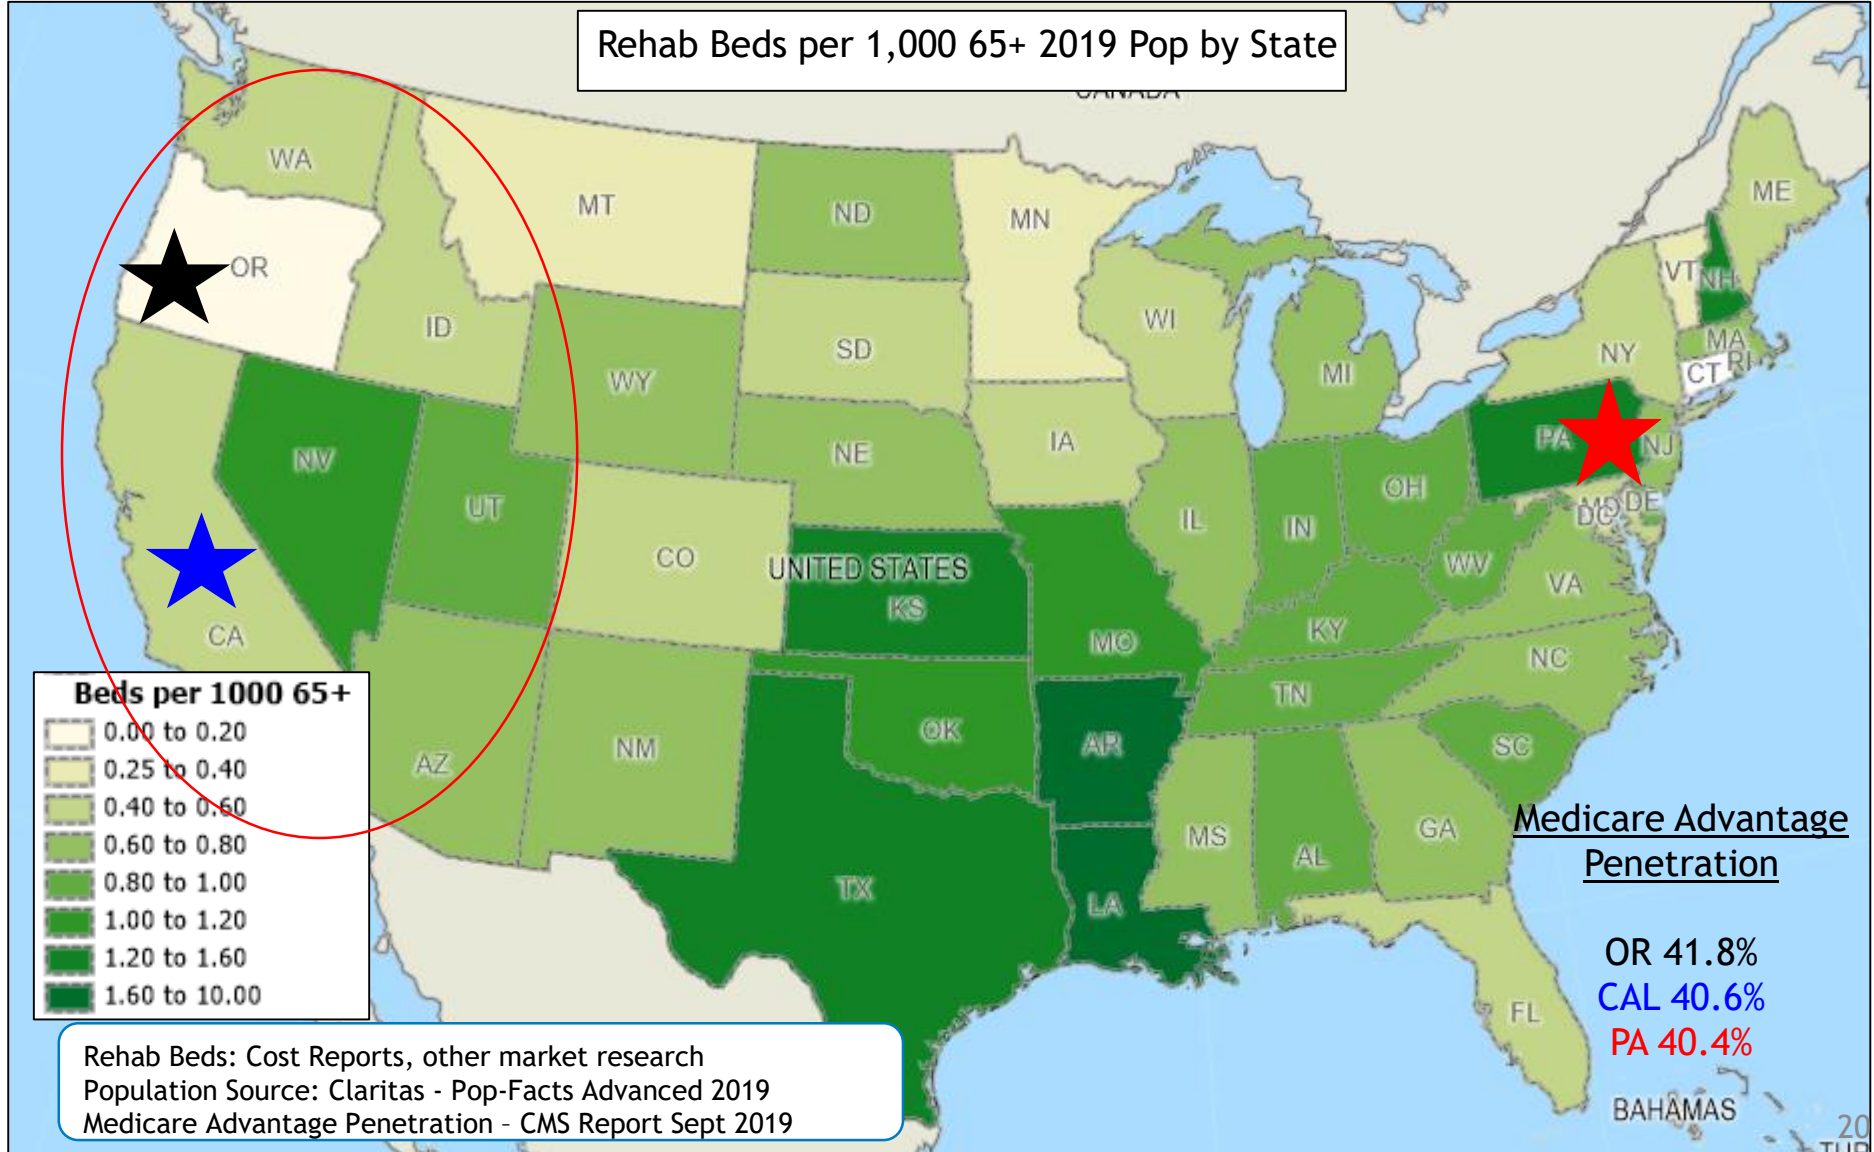 Rehab Beds per 1,000 65+ 2019 Pop by State
CANADA
WA
MT
ND
MN
ME
OR
VT
NH
ID
SD
WI
NY
MA
WY
MI
CT
RI
NV
NE
IA
PA
NJ
UT
OH
CO
IL
IN
MD
DE
DC
UNITED STATES
KS
WV
VA
CA
MO
KY
NC
TN
AZ
NM
OK
AR
SC
MS
AL
GA
TX
LA
FL
Beds per 1000 65+
0.00 to 0.20
0.25 to 0.40
0.40 to 0.60
0.60 to 0.80
0.80 to 1.00
1.00 to 1.20
1.20 to 1.60
1.60 to 10.00
Medicare Advantage
Penetration
OR 41.8%
CAL 40.6%
PA 40.4%
Rehab Beds: Cost Reports, other market research
Population Source: Claritas - Pop-Facts Advanced 2019
Medicare Advantage Penetration – CMS Report Sept 2019
BAHAMAS
20